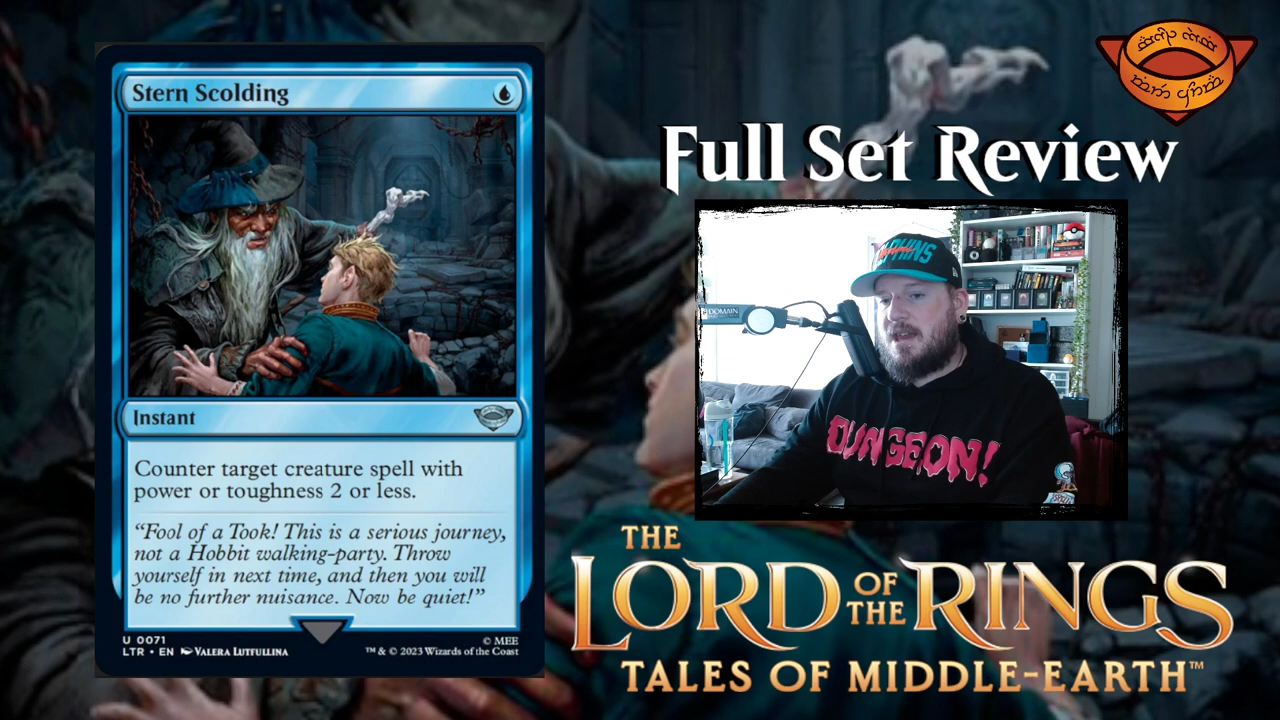 Stern Scolding
Instant
Counter target creature spell with
power or toughness 2 or less.
“Fool of a Took! This is a serious journey,
not a Hobbit walking-party. Throw
yourself in next time, and then you will
be no further nuisance. Now be quiet!”
U 0071
LTR • EN VALERA LUTFULLINA
© MEE
™ & © 2023 Wizards of the Coast
Full Set Review
DOLPHINS
DOMAIN
DUNGEON!
THE
LORD OF THE RINGS
TALES OF MIDDLE-EARTH™